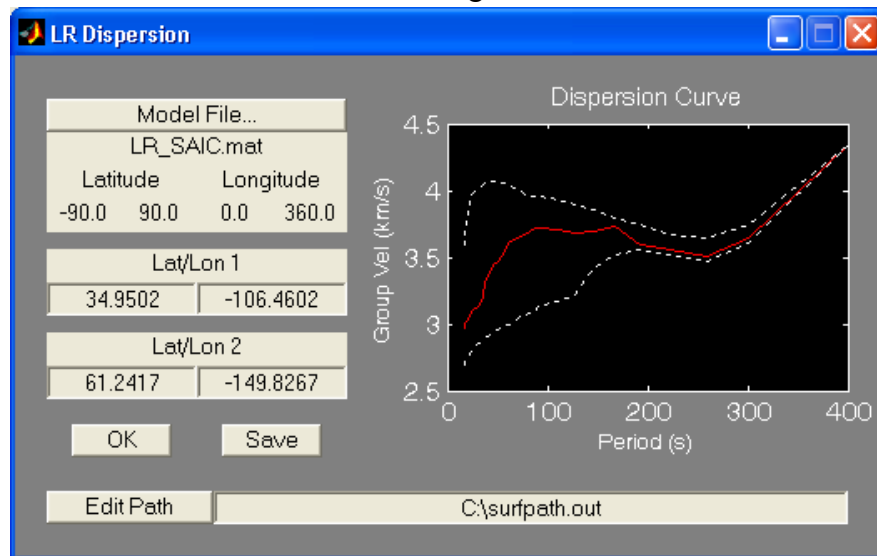 LR Dispersion
Model File...
LR_SAIC.mat
Latitude Longitude
-90.0 90.0 0.0 360.0
Lat/Lon 1
34.9502 -106.4602
Lat/Lon 2
61.2417 -149.8267
OK Save
Dispersion Curve
Group Vel (km/s)
4.5
4
3.5
3
2.5
0 100 200 300 400
Period (s)
Edit Path C:\surfpath.out